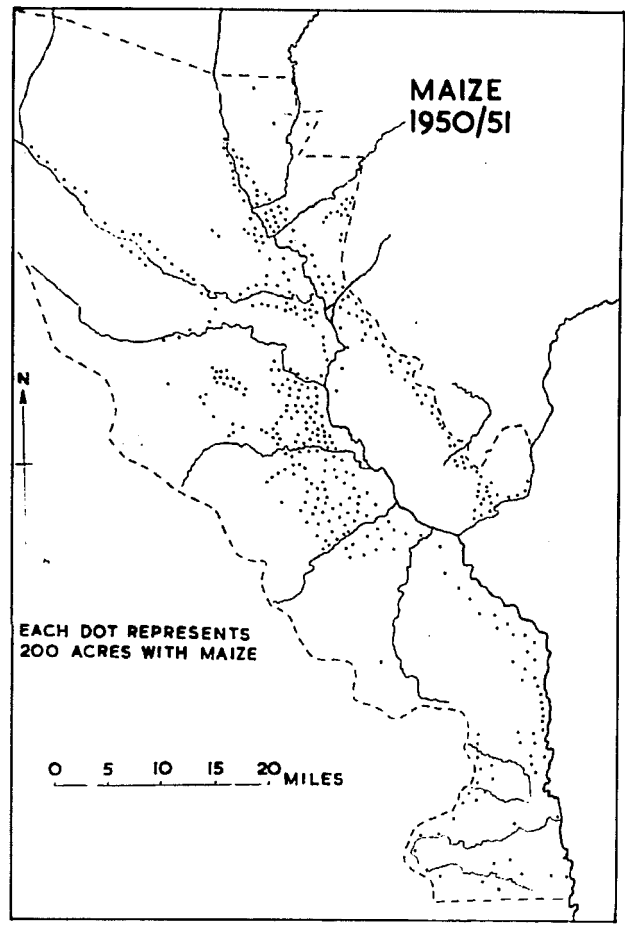 MAIZE
1950/51
N
EACH DOT REPRESENTS
200 ACRES WITH MAIZE
0 5 10 15 20 MILES